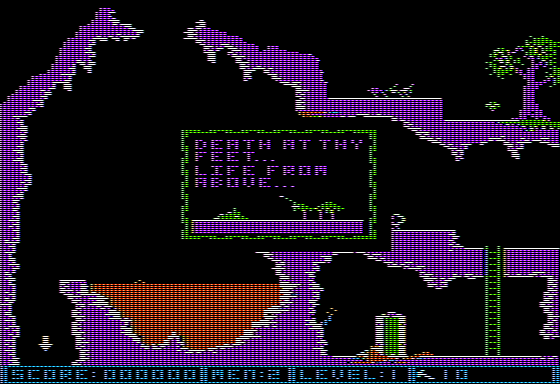 DEATH AT THY
FEET...
LIFE FROM
ABOVE...
SCORE:000000 MEN:2 LEVEL:1 10